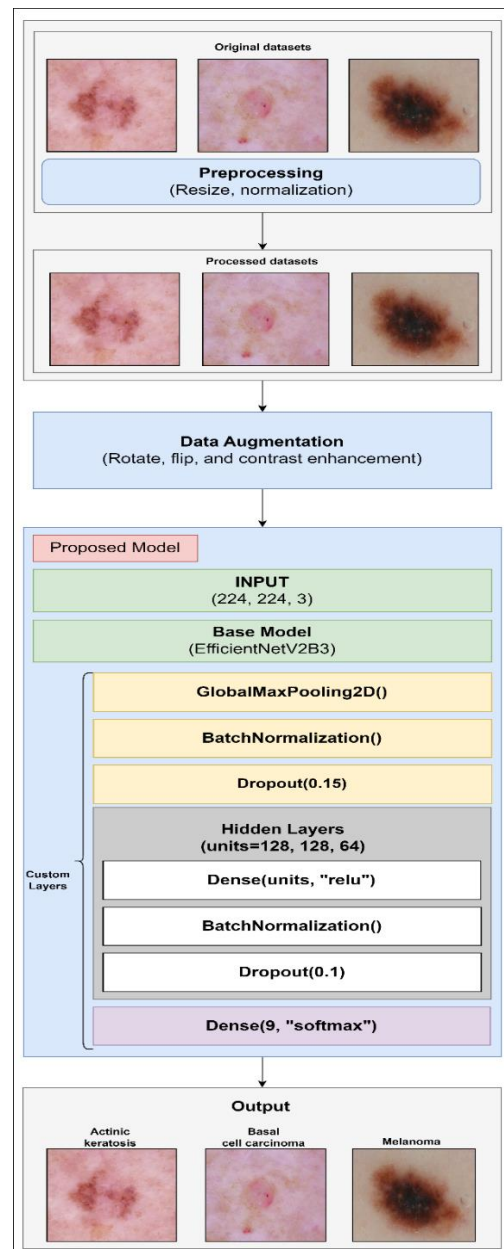 Original datasets
Preprocessing
(Resize, normalization)
Processed datasets
Data Augmentation
(Rotate, flip, and contrast enhancement)
Proposed Model
INPUT
(224, 224, 3)
Base Model
(EfficientNetV2B3)
Custom
Layers
GlobalMaxPooling2D()
BatchNormalization()
Dropout(0.15)
Hidden Layers
(units=128, 128, 64)
Dense(units, "relu")
BatchNormalization()
Dropout(0.1)
Dense(9, "softmax")
Output
Actinic
keratosis
Basal
cell carcinoma
Melanoma